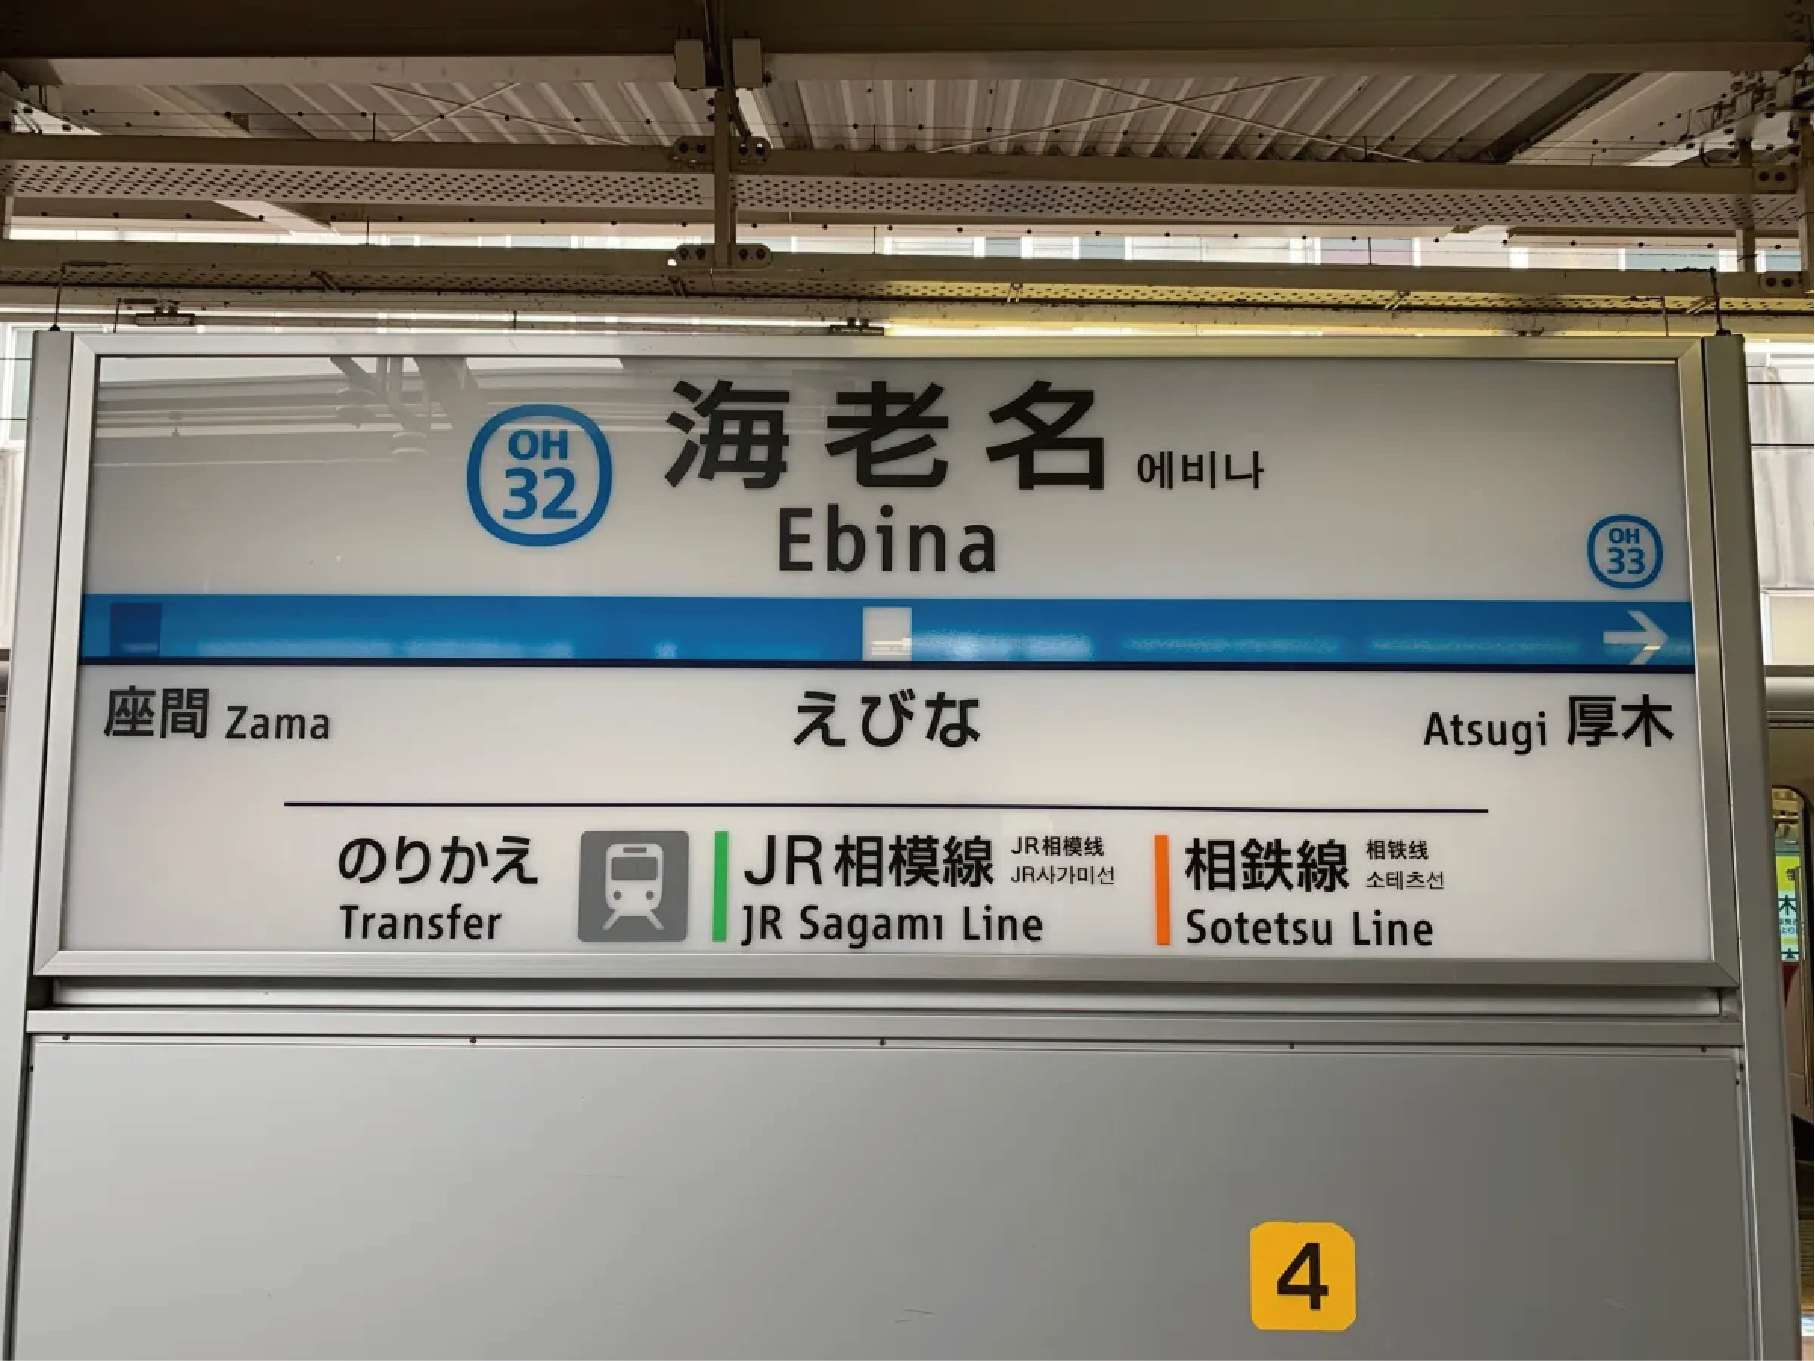 OH
32
海老名 에비나
Ebina
OH
33
座間 Zama
えびな
Atsugi 厚木
のりかえ
Transfer
JR相模線
JR相模线
JR사가미선
JR Sagami Line
相鉄線
相铁线
소테츠선
Sotetsu Line
4